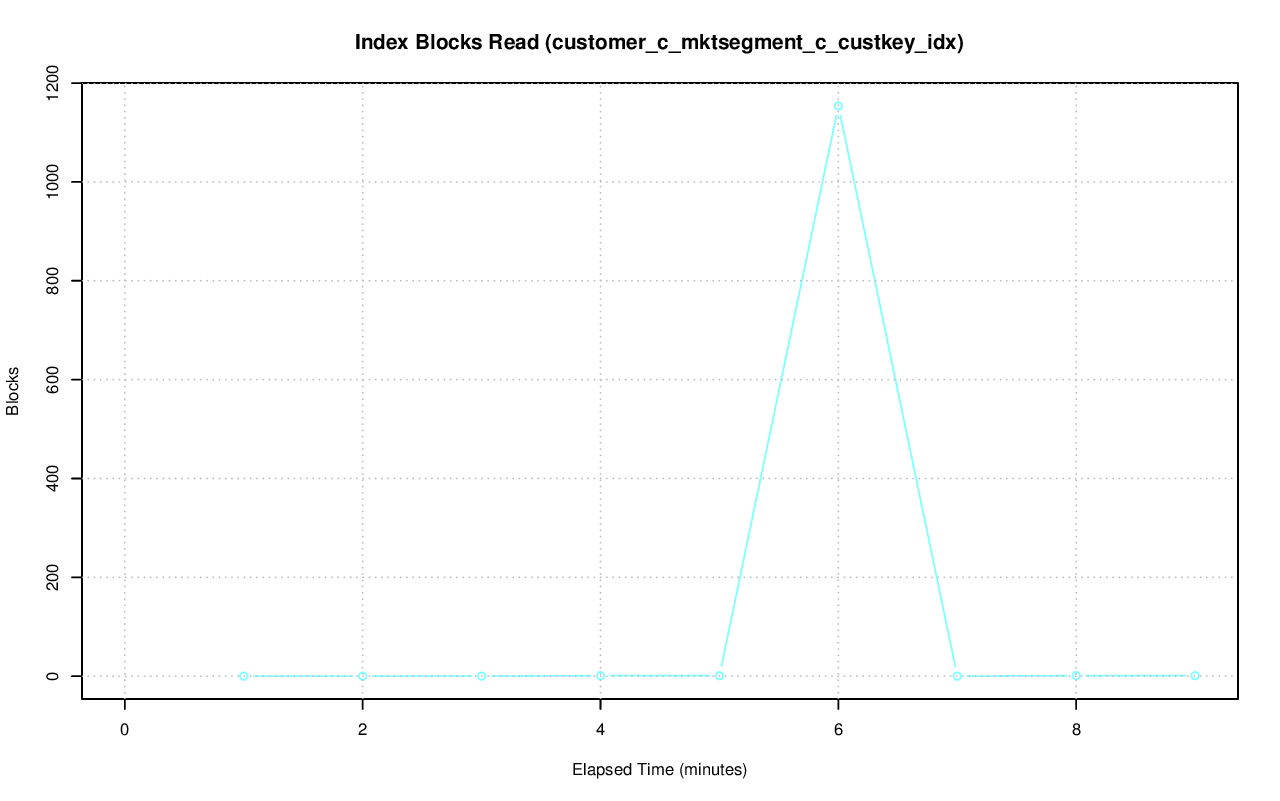 Index Blocks Read (customer_c_mktsegment_c_custkey_idx)
1200
1000
800
600
400
200
0
Blocks
0 2 4 6 8
Elapsed Time (minutes)